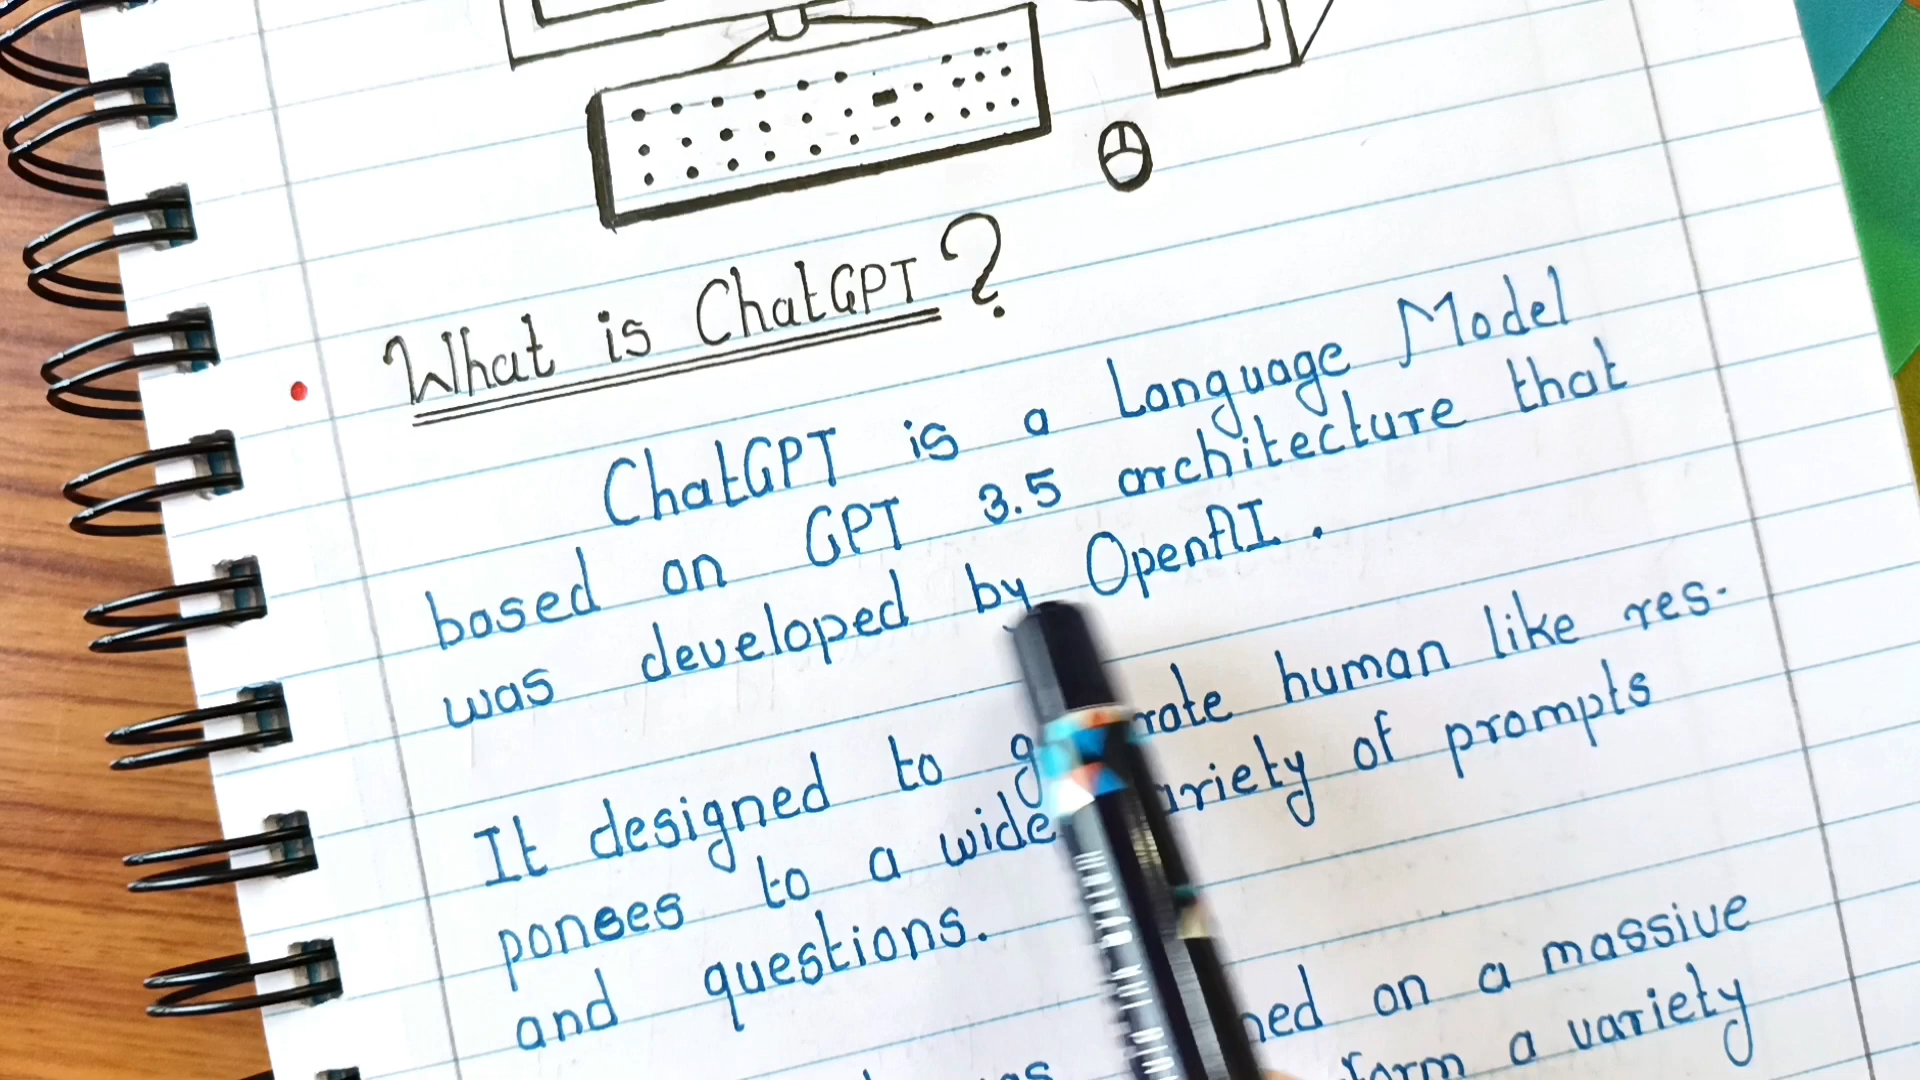 What is ChatGPT?
ChatGPT is a Language Model
based on GPT 3.5 architecture that
was developed by OpenAI.
It designed to human like res-
ponses to a wide of prompts
and questions.
on a massive
a variety